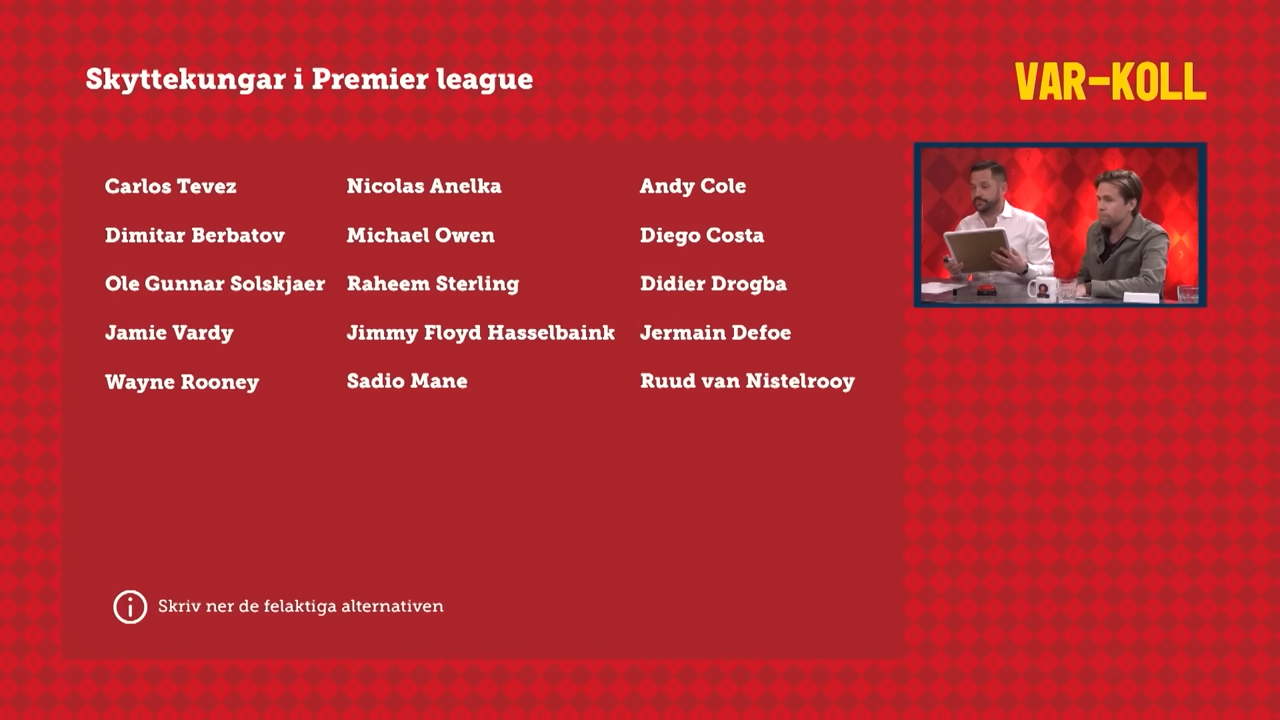 Skyttekungar i Premier league
VAR-KOLL
Carlos Tevez
Dimitar Berbatov
Ole Gunnar Solskjaer
Jamie Vardy
Wayne Rooney
Nicolas Anelka
Michael Owen
Raheem Sterling
Jimmy Floyd Hasselbaink
Sadio Mane
Andy Cole
Diego Costa
Didier Drogba
Jermain Defoe
Ruud van Nistelrooy
Skriv ner de felaktiga alternativen